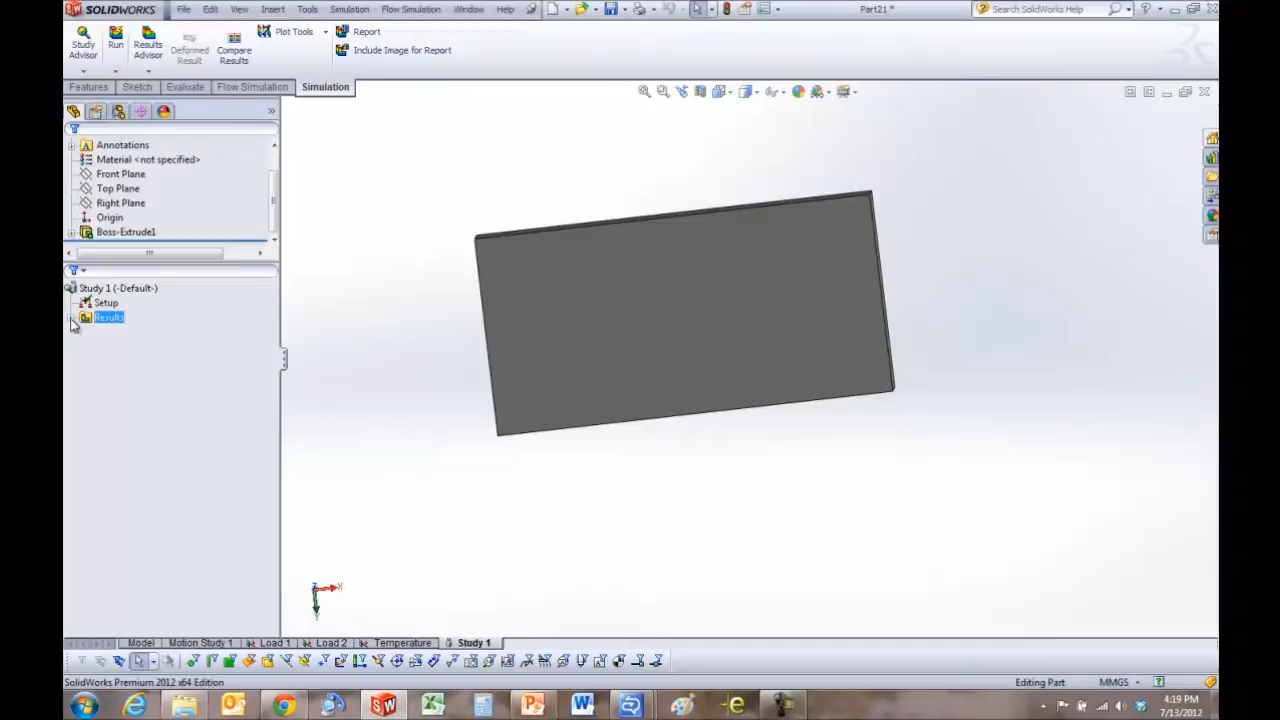 SOLIDWORKS File Edit View Insert Tools Simulation Flow Simulation Window Help Part21 * Search SolidWorks Help
Study Advisor
Run
Results Advisor
Deformed Result
Compare Results
Plot Tools
Report
Include Image for Report
Features Sketch Evaluate Flow Simulation Simulation
Annotations
Material <not specified>
Front Plane
Top Plane
Right Plane
Origin
Boss-Extrude1
Study 1 (-Default-)
Setup
Results
X
Z
Y
Model Motion Study 1 Load 1 Load 2 Temperature Study 1
SolidWorks Premium 2012 x64 Edition Editing Part MMGS
4:19 PM
7/13/2012